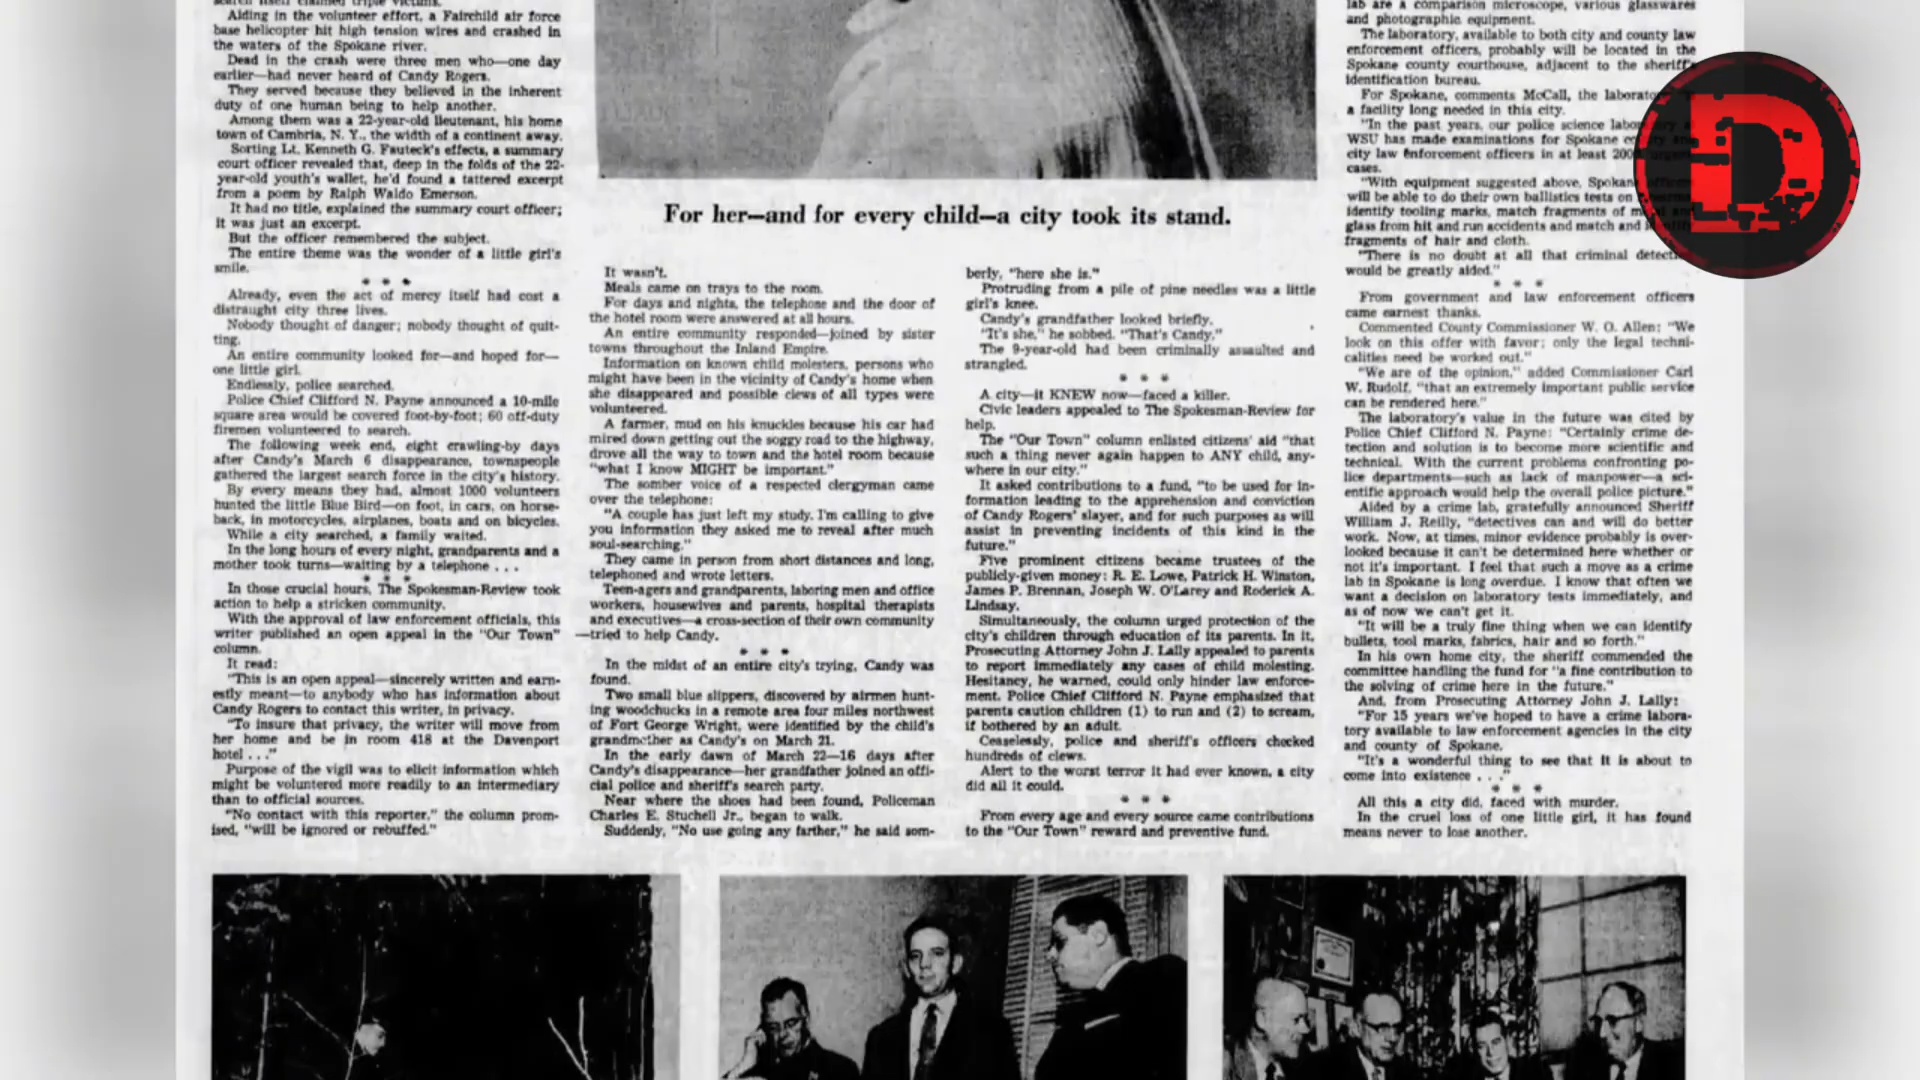 Aiding in the volunteer effort, a Fairchild air force
base helicopter hit high tension wires and crashed in
the waters of the Spokane river.
Dead in the crash were three men who—one day
earlier—had never heard of Candy Rogers.
They served because they believed in the inherent
duty of one human being to help another.
Among them was a 22-year-old lieutenant, his home
town of Cambria, N. Y., the width of a continent away.
Sorting Lt. Kenneth G. Fauteck's effects, a summary
court officer revealed that, deep in the folds of the 22-
year-old youth's wallet, he'd found a tattered excerpt
from a poem by Ralph Waldo Emerson.
It had no title, explained the summary court officer;
it was just an excerpt.
But the officer remembered the subject.
The entire theme was the wonder of a little girl's
smile.
* * *
Already, even the act of mercy itself had cost a
distraught city three lives.
Nobody thought of danger; nobody thought of quit-
ting.
An entire community looked for—and hoped for—
one little girl.
Endlessly, police searched.
Police Chief Clifford N. Payne announced a 10-mile
square area would be covered foot-by-foot; 60 off-duty
firemen volunteered to search.
The following week end, eight crawling-by days
after Candy's March 6 disappearance, townspeople
gathered the largest search force in the city's history.
By every means they had, almost 1000 volunteers
hunted the little Blue Bird—on foot, in cars, on horse-
back, in motorcycles, airplanes, boats and on bicycles.
While a city searched, a family waited.
In the long hours of every night, grandparents and a
mother took turns—waiting by a telephone . . .
* * *
In those crucial hours, The Spokesman-Review took
action to help a stricken community.
With the approval of law enforcement officials, this
writer published an open appeal in the "Our Town"
column.
It read:
"This is an open appeal—sincerely written and earn-
estly meant—to anybody who has information about
Candy Rogers to contact this writer, in privacy.
"To insure that privacy, the writer will move from
her home and be in room 418 at the Davenport
hotel . . ."
Purpose of the vigil was to elicit information which
might be volunteered more readily to an intermediary
than to official sources.
"No contact with this reporter," the column prom-
ised, "will be ignored or rebuffed."
For her—and for every child—a city took its stand.
It wasn't.
Meals came on trays to the room.
For days and nights, the telephone and the door of
the hotel room were answered at all hours.
An entire community responded—joined by sister
towns throughout the Inland Empire.
Information on known child molesters, persons who
might have been in the vicinity of Candy's home when
she disappeared and possible clews of all types were
volunteered.
A farmer, mud on his knuckles because his car had
mired down getting out the soggy road to the highway,
drove all the way to town and the hotel room because
"what I know MIGHT be important."
The somber voice of a respected clergyman came
over the telephone:
"A couple has just left my study. I'm calling to give
you information they asked me to reveal after much
soul-searching."
They came in person from short distances and long,
telephoned and wrote letters.
Teen-agers and grandparents, laboring men and office
workers, housewives and parents, hospital therapists
and executives—a cross-section of their own community
—tried to help Candy.
* * *
In the midst of an entire city's trying, Candy was
found.
Two small blue slippers, discovered by airmen hunt-
ing woodchucks in a remote area four miles northwest
of Fort George Wright, were identified by the child's
grandmother as Candy's on March 21.
In the early dawn of March 22—16 days after
Candy's disappearance—her grandfather joined an offi-
cial police and sheriff's search party.
Near where the shoes had been found, Policeman
Charles E. Stuchell Jr., began to walk.
Suddenly, "No use going any farther," he said som-
berly, "here she is."
Protruding from a pile of pine needles was a little
girl's knee.
Candy's grandfather looked briefly.
"It's she," he sobbed. "That's Candy."
The 9-year-old had been criminally assaulted and
strangled.
* * *
A city—it KNEW now—faced a killer.
Civic leaders appealed to The Spokesman-Review for
help.
The "Our Town" column enlisted citizens' aid "that
such a thing never again happen to ANY child, any-
where in our city."
It asked contributions to a fund, "to be used for in-
formation leading to the apprehension and conviction
of Candy Rogers' slayer, and for such purposes as will
assist in preventing incidents of this kind in the
future."
Five prominent citizens became trustees of the
publicly-given money: R. E. Lowe, Patrick H. Winston,
James P. Brennan, Joseph W. O'Larey and Roderick A.
Lindsay.
Simultaneously, the column urged protection of the
city's children through education of its parents. In it,
Prosecuting Attorney John J. Lally appealed to parents
to report immediately any cases of child molesting.
Hesitancy, he warned, could only hinder law enforce-
ment. Police Chief Clifford N. Payne emphasized that
parents caution children (1) to run and (2) to scream,
if bothered by an adult.
Ceaselessly, police and sheriff's officers checked
hundreds of clews.
Alert to the worst terror it had ever known, a city
did all it could.
* * *
From every age and every source came contributions
to the "Our Town" reward and preventive fund.
lab are a comparison microscope, various glasswares
and photographic equipment.
The laboratory, available to both city and county law
enforcement officers, probably will be located in the
Spokane county courthouse, adjacent to the sheriff's
identification bureau.
For Spokane, comments McCall, the laboratory
a facility long needed in this city.
"In the past years, our police science
WSU has made examinations for Spokane
city law enforcement officers in at least 200
cases.
"With equipment suggested above, Spokane
will be able to do their own ballistics tests on
identify tooling marks, match fragments of
glass from hit and run accidents and match and
fragments of hair and cloth.
"There is no doubt at all that criminal
would be greatly aided."
* * *
From government and law enforcement officers
came earnest thanks.
Commented County Commissioner W. O. Allen: "We
look on this offer with favor; only the legal techni-
calities need be worked out."
"We are of the opinion," added Commissioner Carl
W. Rudolf, "that an extremely important public service
can be rendered here."
The laboratory's value in the future was cited by
Police Chief Clifford N. Payne: "Certainly crime de-
tection and solution is to become more scientific and
technical. With the current problems confronting po-
lice departments—such as lack of manpower—a sci-
entific approach would help the overall police picture."
Aided by a crime lab, gratefully announced Sheriff
William J. Reilly, "detectives can and will do better
work. Now, at times, minor evidence probably is over-
looked because it can't be determined here whether or
not it's important. I feel that such a move as a crime
lab in Spokane is long overdue. I know that often we
want a decision on laboratory tests immediately, and
as of now we can't get it.
"It will be a truly fine thing when we can identify
bullets, tool marks, fabrics, hair and so forth."
In his own home city, the sheriff commended the
committee handling the fund for "a fine contribution to
the solving of crime here in the future."
And, from Prosecuting Attorney John J. Lally:
"For 15 years we've hoped to have a crime labora-
tory available to law enforcement agencies in the city
and county of Spokane.
"It's a wonderful thing to see that it is about to
come into existence . . ."
* * *
All this a city did, faced with murder.
In the cruel loss of one little girl, it has found
means never to lose another.
D